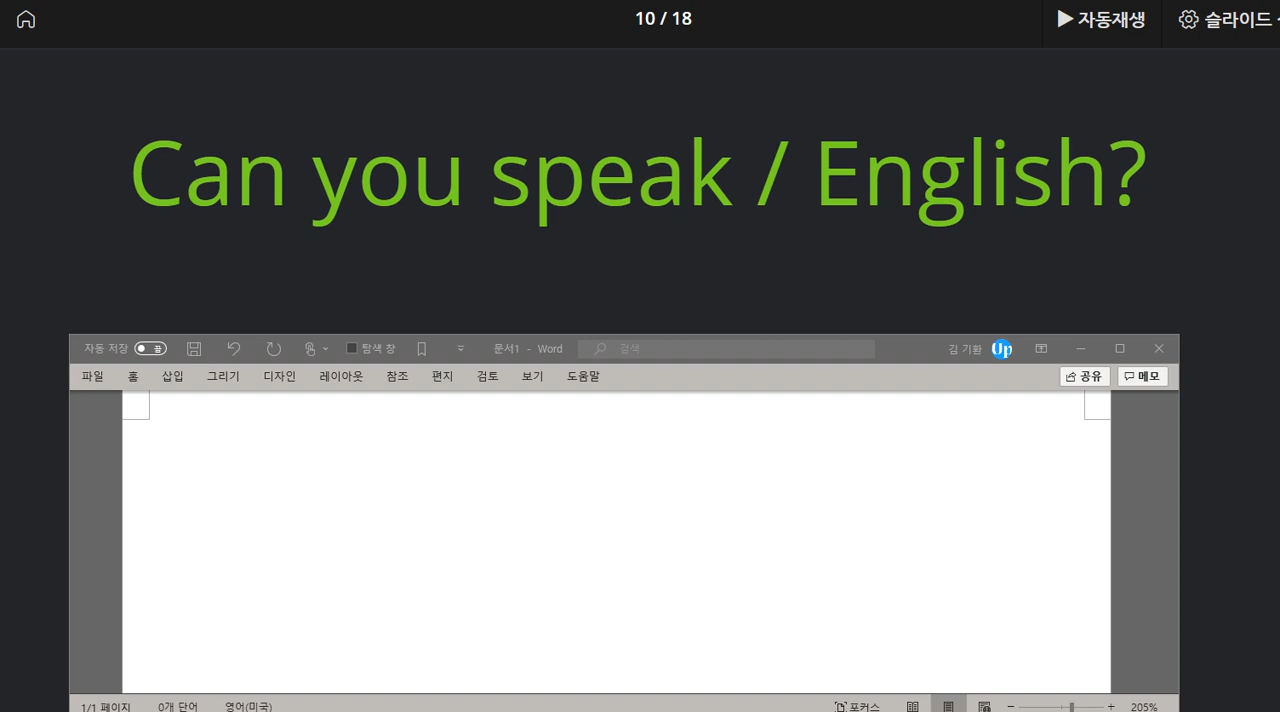 10 / 18
▶ 자동재생
슬라이드
Can you speak / English?
자동 저장 끔
탐색 창
문서1 - Word
검색
김 기환
Up
파일 홈 삽입 그리기 디자인 레이아웃 참조 편지 검토 보기 도움말
공유 메모
1/1 페이지 0개 단어 영어(미국)
포커스
- + 205%